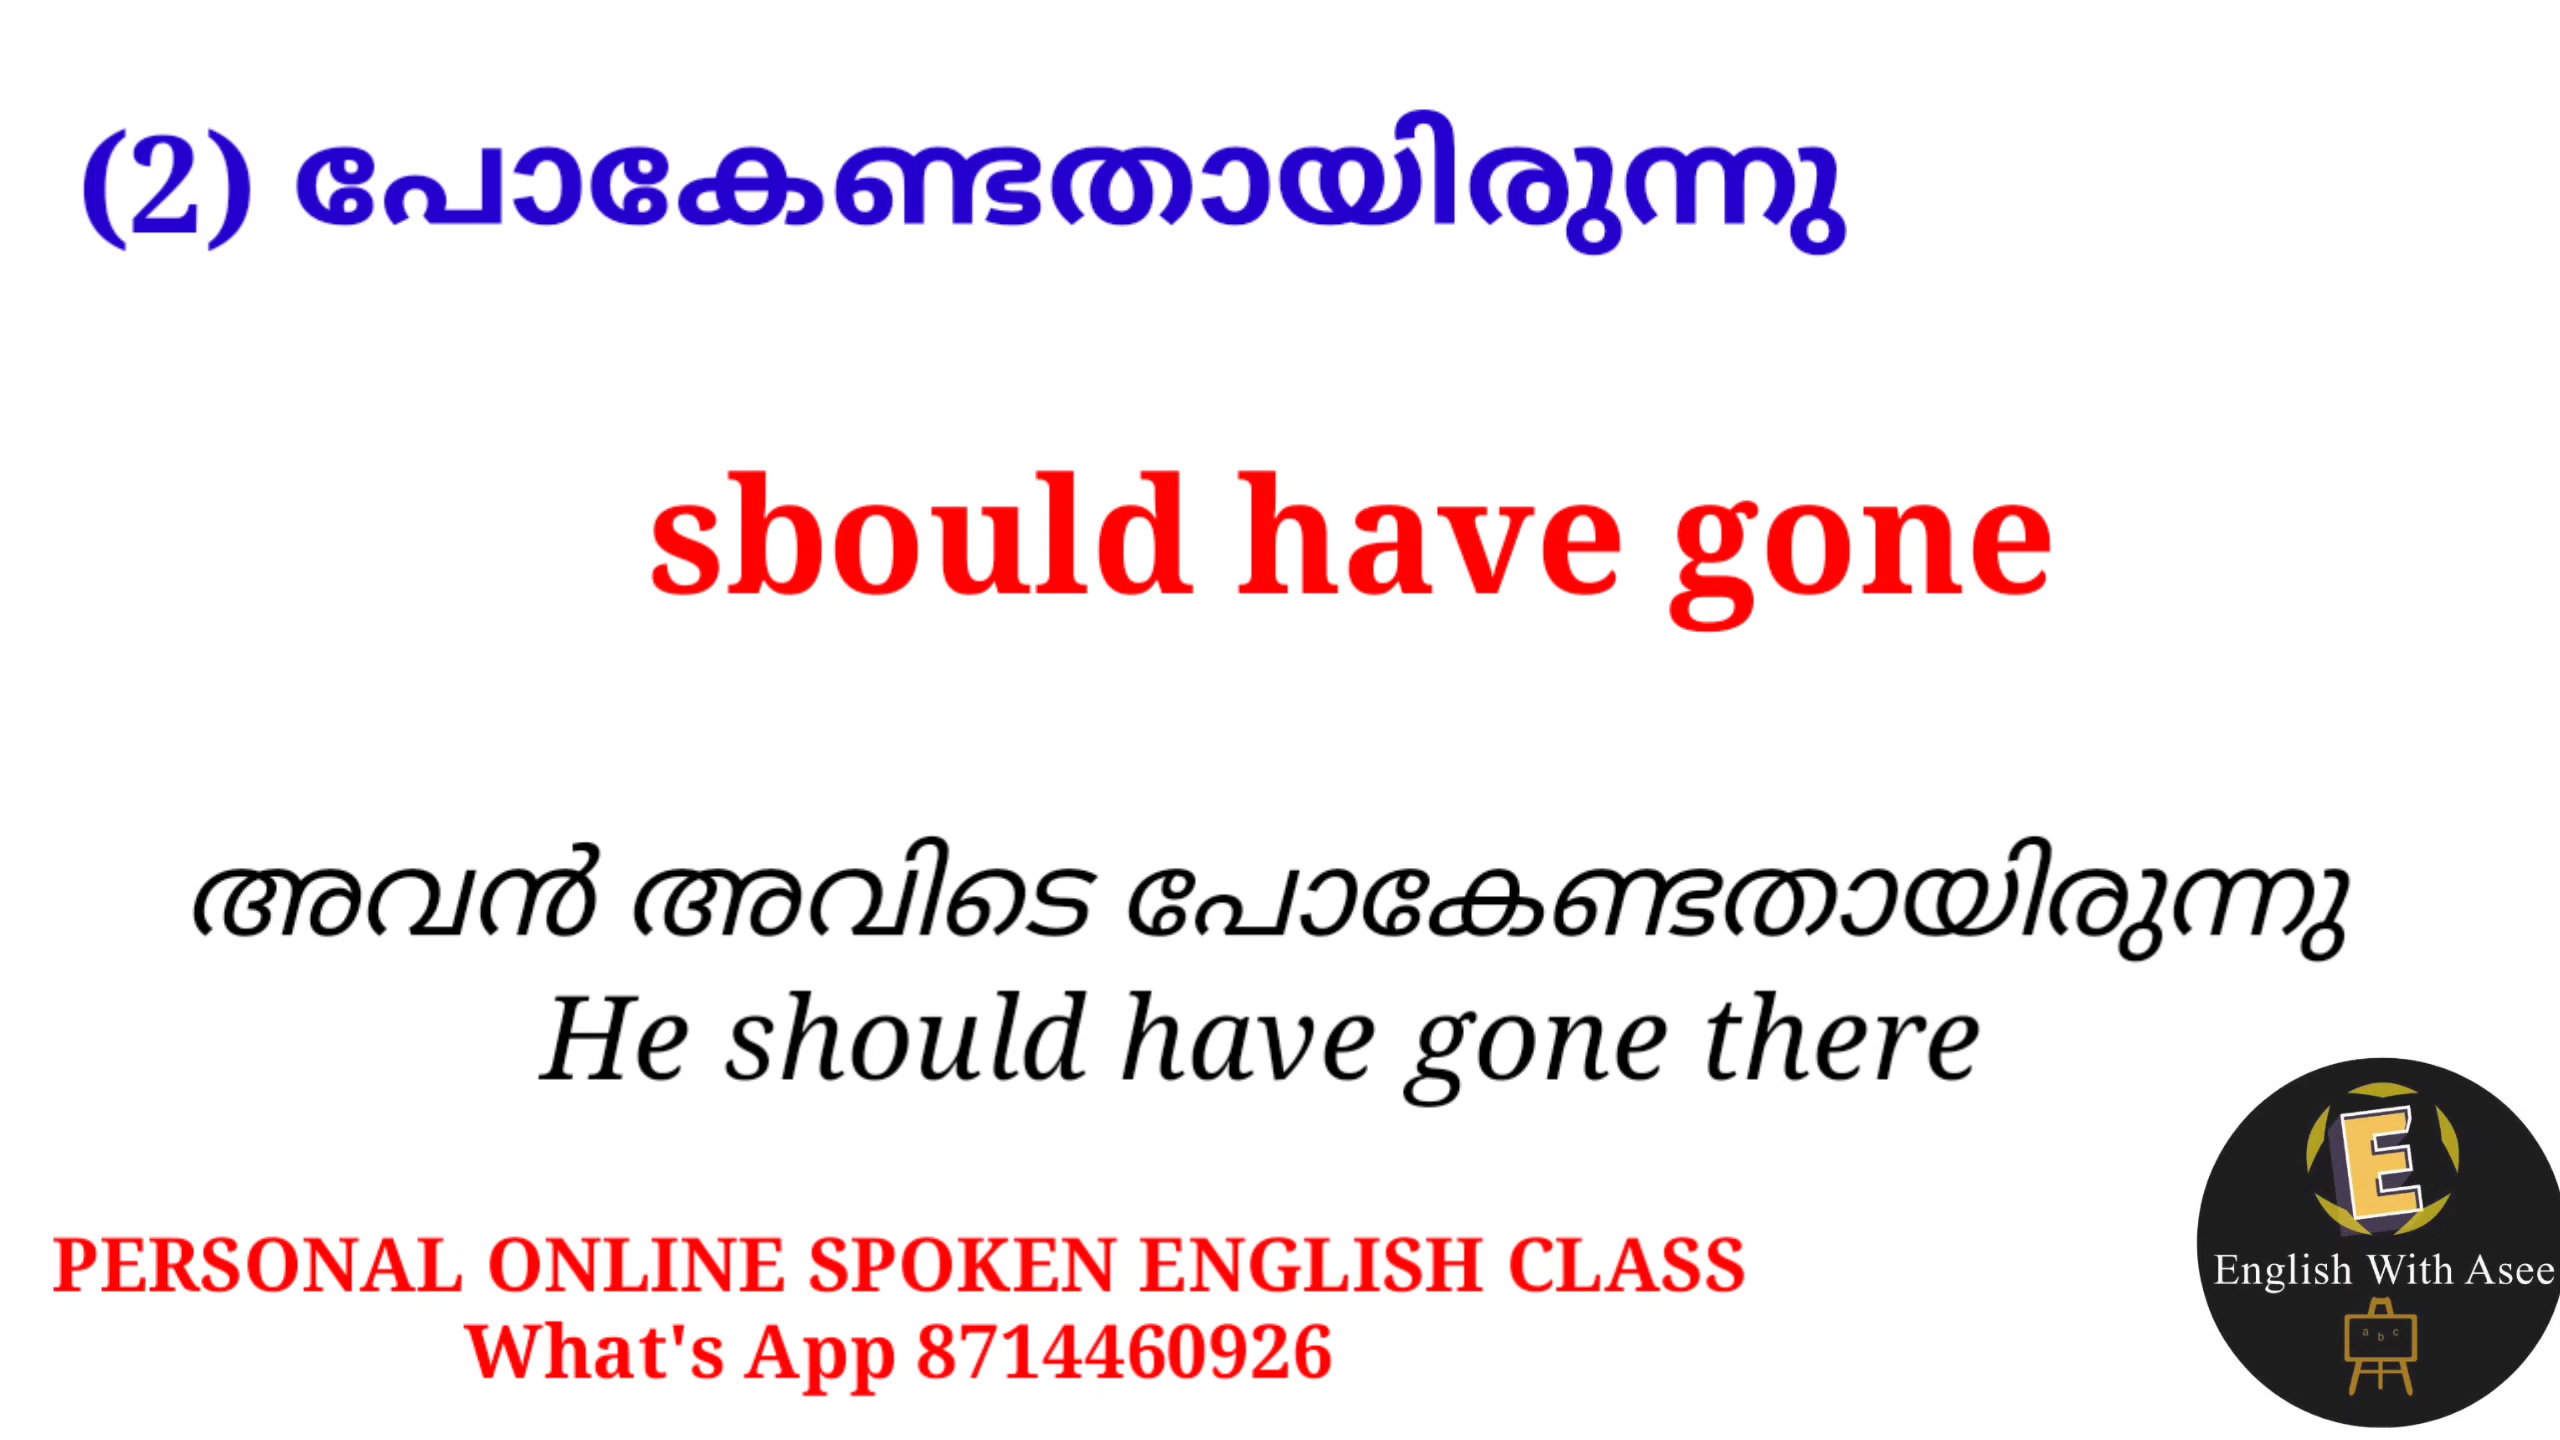 (2) പോകേണ്ടതായിരുന്നു
sbould have gone
അവൻ അവിടെ പോകേണ്ടതായിരുന്നു
He should have gone there
PERSONAL ONLINE SPOKEN ENGLISH CLASS
What's App 8714460926
E
English With Asee
a b c